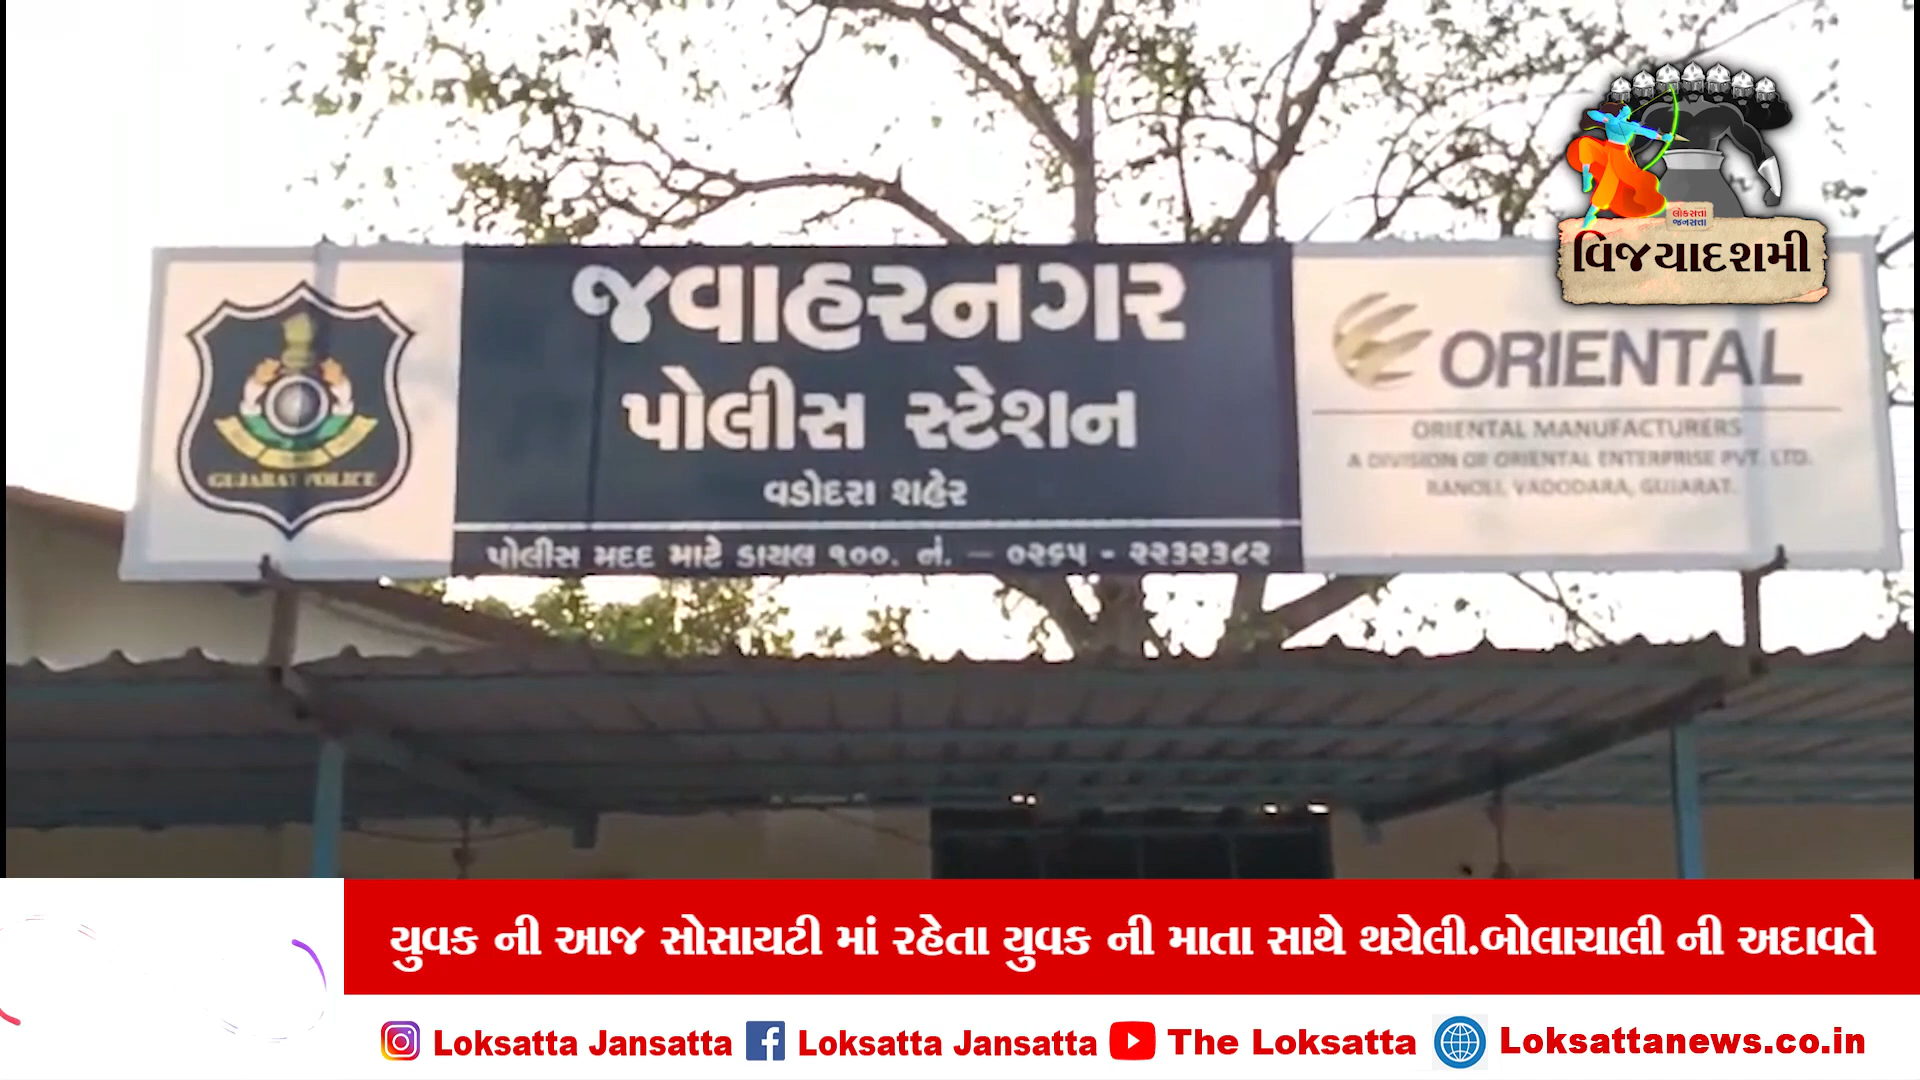 લોકસત્તા
જનસત્તા
વિજયાદશમી
GUJARAT POLICE
જવાહરનગર
પોલીસ સ્ટેશન
વડોદરા શહેર
પોલીસ મદદ માટે ડાયલ ૧૦૦. નં. - ૦૨૬૫ - ૨૨૩૨૩૮૨
ORIENTAL
ORIENTAL MANUFACTURERS
A DIVISION OF ORIENTAL ENTERPRISE PVT. LTD.
RANOLI, VADODARA, GUJARAT.
યુવક ની આજ સોસાયટી માં રહેતા યુવક ની માતા સાથે થયેલી.બોલાચાલી ની અદાવતે
Loksatta Jansatta Loksatta Jansatta The Loksatta Loksattanews.co.in